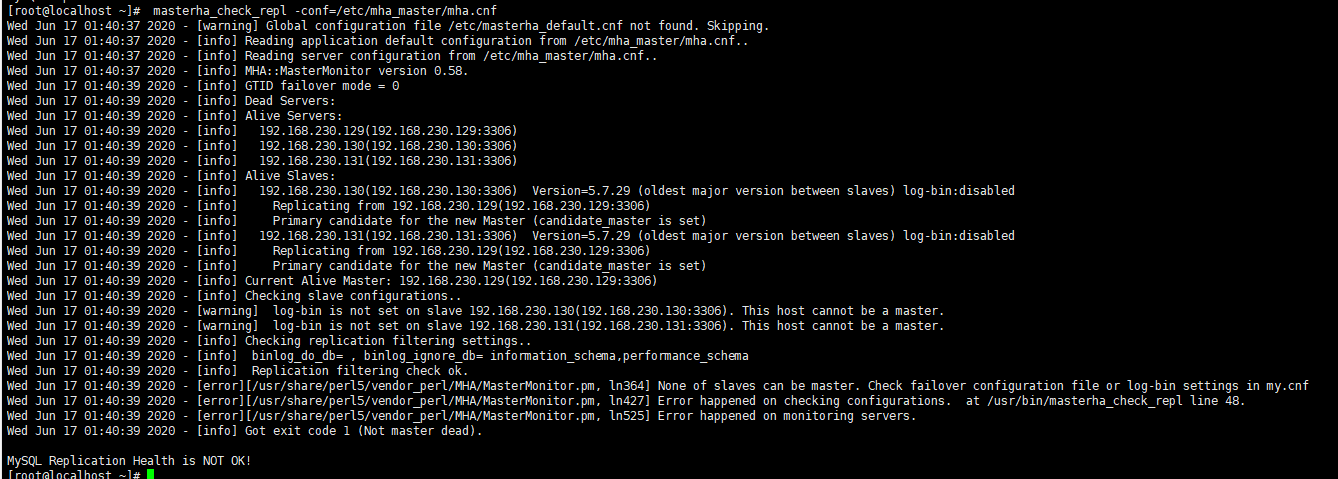 [root@localhost ~]#  masterha_check_repl -conf=/etc/mha_master/mha.cnf
Wed Jun 17 01:40:37 2020 - [warning] Global configuration file /etc/masterha_default.cnf not found. Skipping.
Wed Jun 17 01:40:37 2020 - [info] Reading application default configuration from /etc/mha_master/mha.cnf..
Wed Jun 17 01:40:37 2020 - [info] Reading server configuration from /etc/mha_master/mha.cnf..
Wed Jun 17 01:40:37 2020 - [info] MHA::MasterMonitor version 0.58.
Wed Jun 17 01:40:39 2020 - [info] GTID failover mode = 0
Wed Jun 17 01:40:39 2020 - [info] Dead Servers:
Wed Jun 17 01:40:39 2020 - [info] Alive Servers:
Wed Jun 17 01:40:39 2020 - [info]   192.168.230.129(192.168.230.129:3306)
Wed Jun 17 01:40:39 2020 - [info]   192.168.230.130(192.168.230.130:3306)
Wed Jun 17 01:40:39 2020 - [info]   192.168.230.131(192.168.230.131:3306)
Wed Jun 17 01:40:39 2020 - [info] Alive Slaves:
Wed Jun 17 01:40:39 2020 - [info]   192.168.230.130(192.168.230.130:3306)  Version=5.7.29 (oldest major version between slaves) log-bin:disabled
Wed Jun 17 01:40:39 2020 - [info]     Replicating from 192.168.230.129(192.168.230.129:3306)
Wed Jun 17 01:40:39 2020 - [info]     Primary candidate for the new Master (candidate_master is set)
Wed Jun 17 01:40:39 2020 - [info]   192.168.230.131(192.168.230.131:3306)  Version=5.7.29 (oldest major version between slaves) log-bin:disabled
Wed Jun 17 01:40:39 2020 - [info]     Replicating from 192.168.230.129(192.168.230.129:3306)
Wed Jun 17 01:40:39 2020 - [info]     Primary candidate for the new Master (candidate_master is set)
Wed Jun 17 01:40:39 2020 - [info] Current Alive Master: 192.168.230.129(192.168.230.129:3306)
Wed Jun 17 01:40:39 2020 - [info] Checking slave configurations..
Wed Jun 17 01:40:39 2020 - [warning]  log-bin is not set on slave 192.168.230.130(192.168.230.130:3306). This host cannot be a master.
Wed Jun 17 01:40:39 2020 - [warning]  log-bin is not set on slave 192.168.230.131(192.168.230.131:3306). This host cannot be a master.
Wed Jun 17 01:40:39 2020 - [info] Checking replication filtering settings..
Wed Jun 17 01:40:39 2020 - [info]  binlog_do_db= , binlog_ignore_db= information_schema,performance_schema
Wed Jun 17 01:40:39 2020 - [info]  Replication filtering check ok.
Wed Jun 17 01:40:39 2020 - [error][/usr/share/perl5/vendor_perl/MHA/MasterMonitor.pm, ln364] None of slaves can be master. Check failover configuration file or log-bin settings in my.cnf
Wed Jun 17 01:40:39 2020 - [error][/usr/share/perl5/vendor_perl/MHA/MasterMonitor.pm, ln427] Error happened on checking configurations.  at /usr/bin/masterha_check_repl line 48.
Wed Jun 17 01:40:39 2020 - [error][/usr/share/perl5/vendor_perl/MHA/MasterMonitor.pm, ln525] Error happened on monitoring servers.
Wed Jun 17 01:40:39 2020 - [info] Got exit code 1 (Not master dead).

MySQL Replication Health is NOT OK!
[root@localhost ~]#